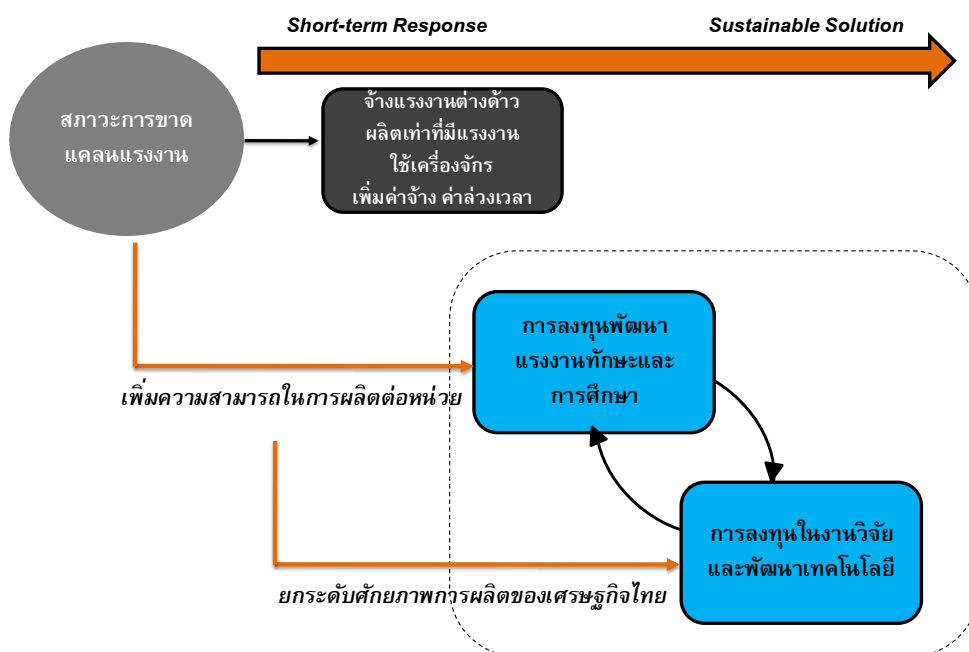 Short-term Response
Sustainable Solution
สภาวะการขาด
แคลนแรงงาน
จ้างแรงงานต่างด้าว
ผลิตเท่าที่มีแรงงาน
ใช้เครื่องจักร
เพิ่มค่าจ้าง ค่าล่วงเวลา
การลงทุนพัฒนา
แรงงานทักษะและ
การศึกษา
เพิ่มความสามารถในการผลิตต่อหน่วย
การลงทุนในงานวิจัย
และพัฒนาเทคโนโลยี
ยกระดับศักยภาพการผลิตของเศรษฐกิจไทย